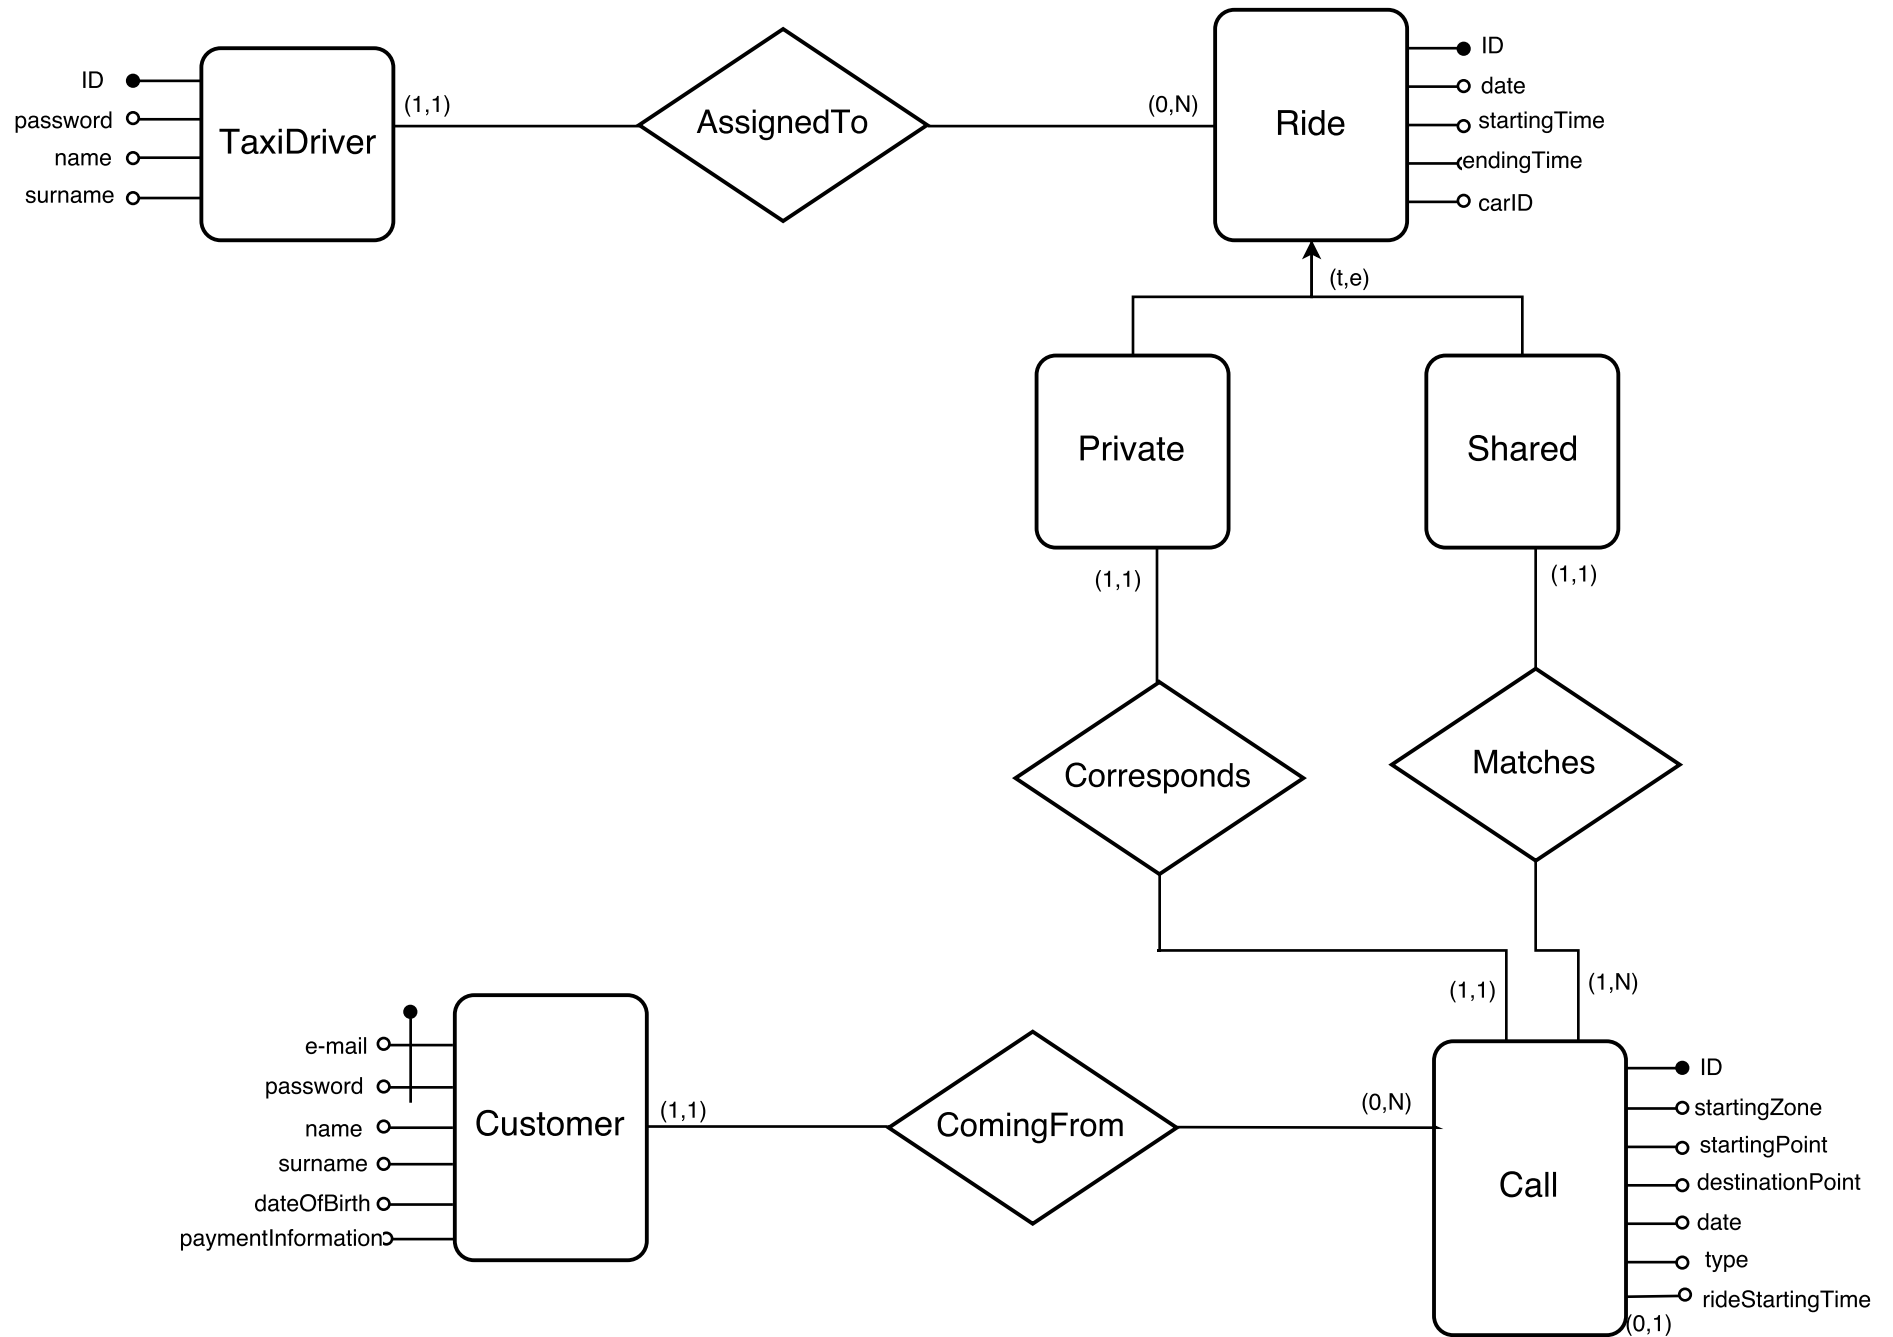 ID
password
name
surname
TaxiDriver
(1,1)
AssignedTo
(0,N)
Ride
ID
date
startingTime
endingTime
carID
(t,e)
Private
Shared
(1,1)
(1,1)
Corresponds
Matches
(1,1)
(1,N)
e-mail
password
name
surname
dateOfBirth
paymentInformation
Customer
(1,1)
ComingFrom
(0,N)
Call
ID
startingZone
startingPoint
destinationPoint
date
type
rideStartingTime
(0,1)